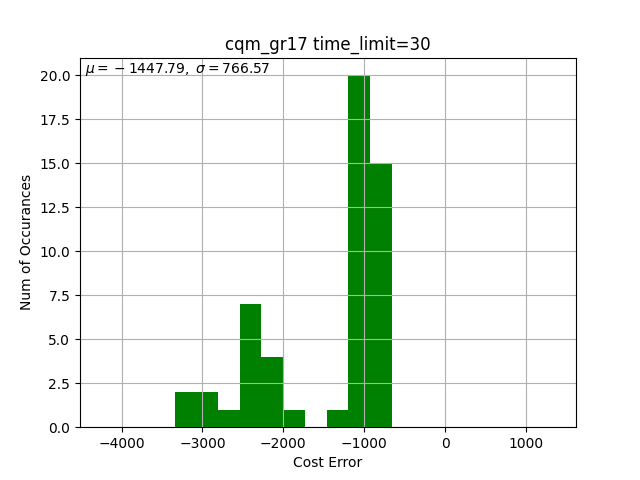 cqm_gr17 time_limit=30
μ = −1447.79, σ = 766.57
20.0
17.5
15.0
12.5
10.0
7.5
5.0
2.5
0.0
Num of Occurances
−4000 −3000 −2000 −1000 0 1000
Cost Error